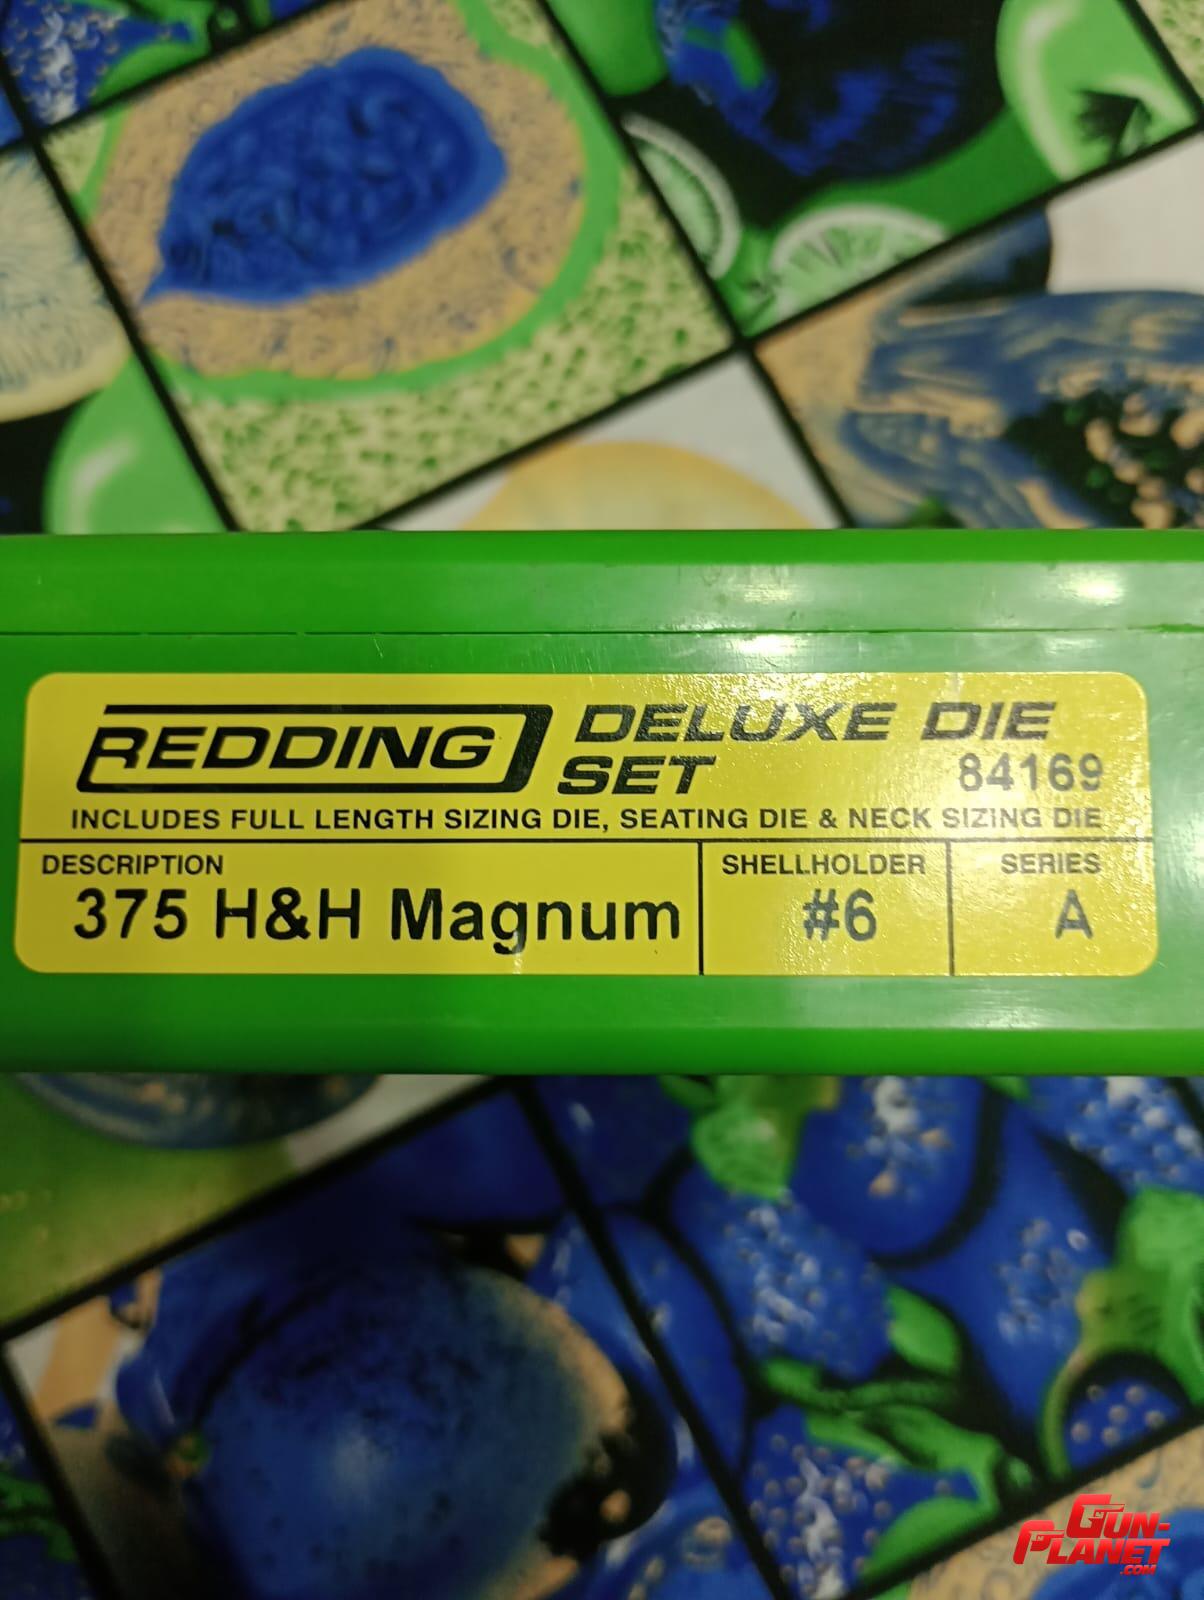 REDDING
DELUXE DIE
SET
84169
INCLUDES FULL LENGTH SIZING DIE, SEATING DIE & NECK SIZING DIE
DESCRIPTION
375 H&H Magnum
SHELLHOLDER
#6
SERIES
A
GUN-
PLANET
.COM